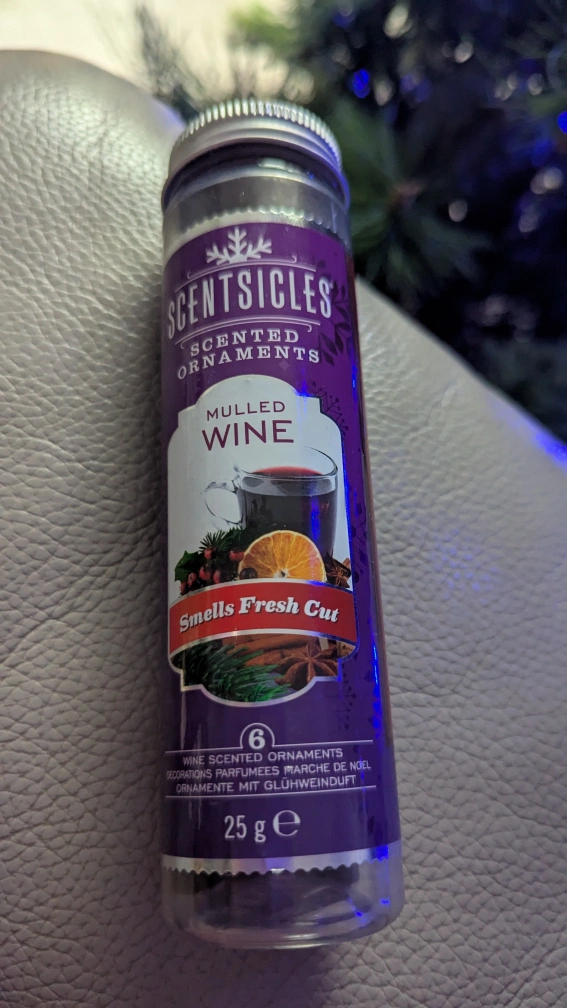 SCENTSICLES
SCENTED
ORNAMENTS
MULLED
WINE
Smells Fresh Cut
6
WINE SCENTED ORNAMENTS
DECORATIONS PARFUMEES MARCHE DE NOEL
ORNAMENTE MIT GLÜHWEINDUFT
25 g ℮